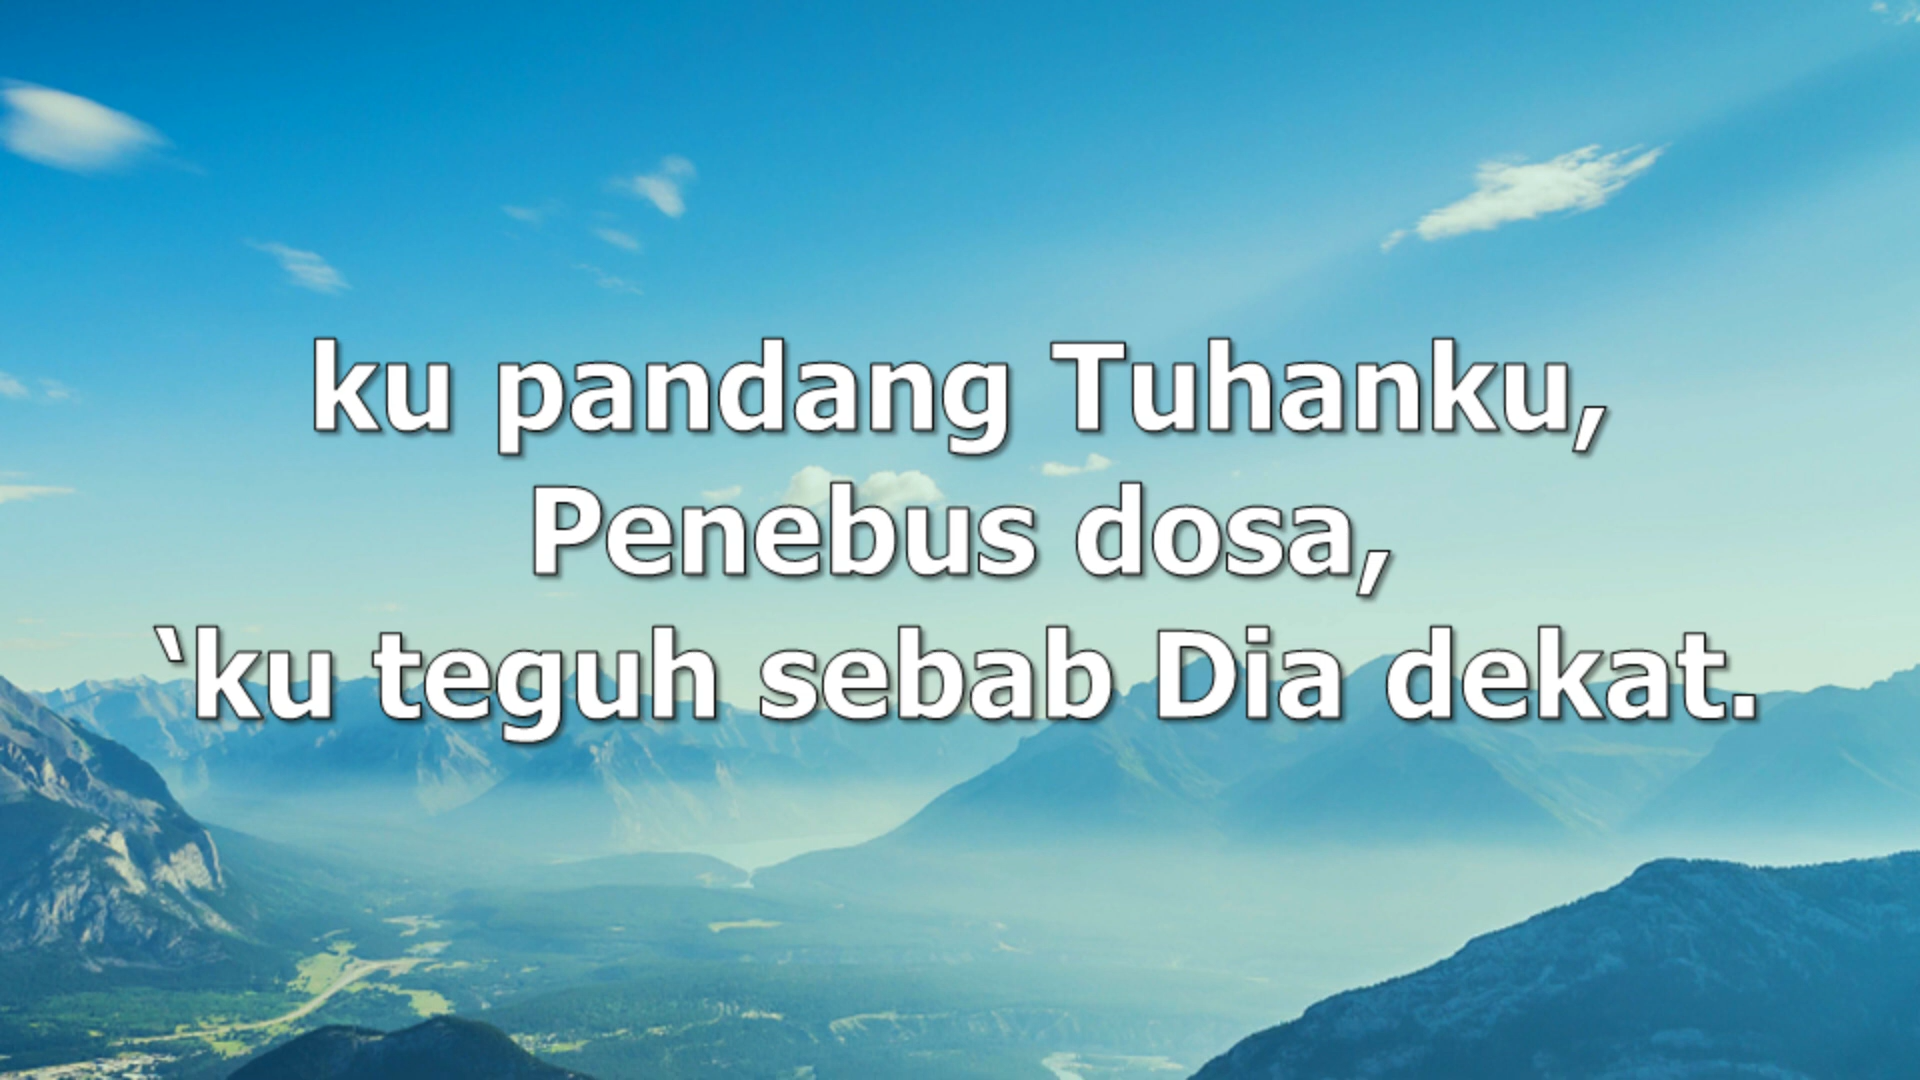 ku pandang Tuhanku,
Penebus dosa,
‘ku teguh sebab Dia dekat.